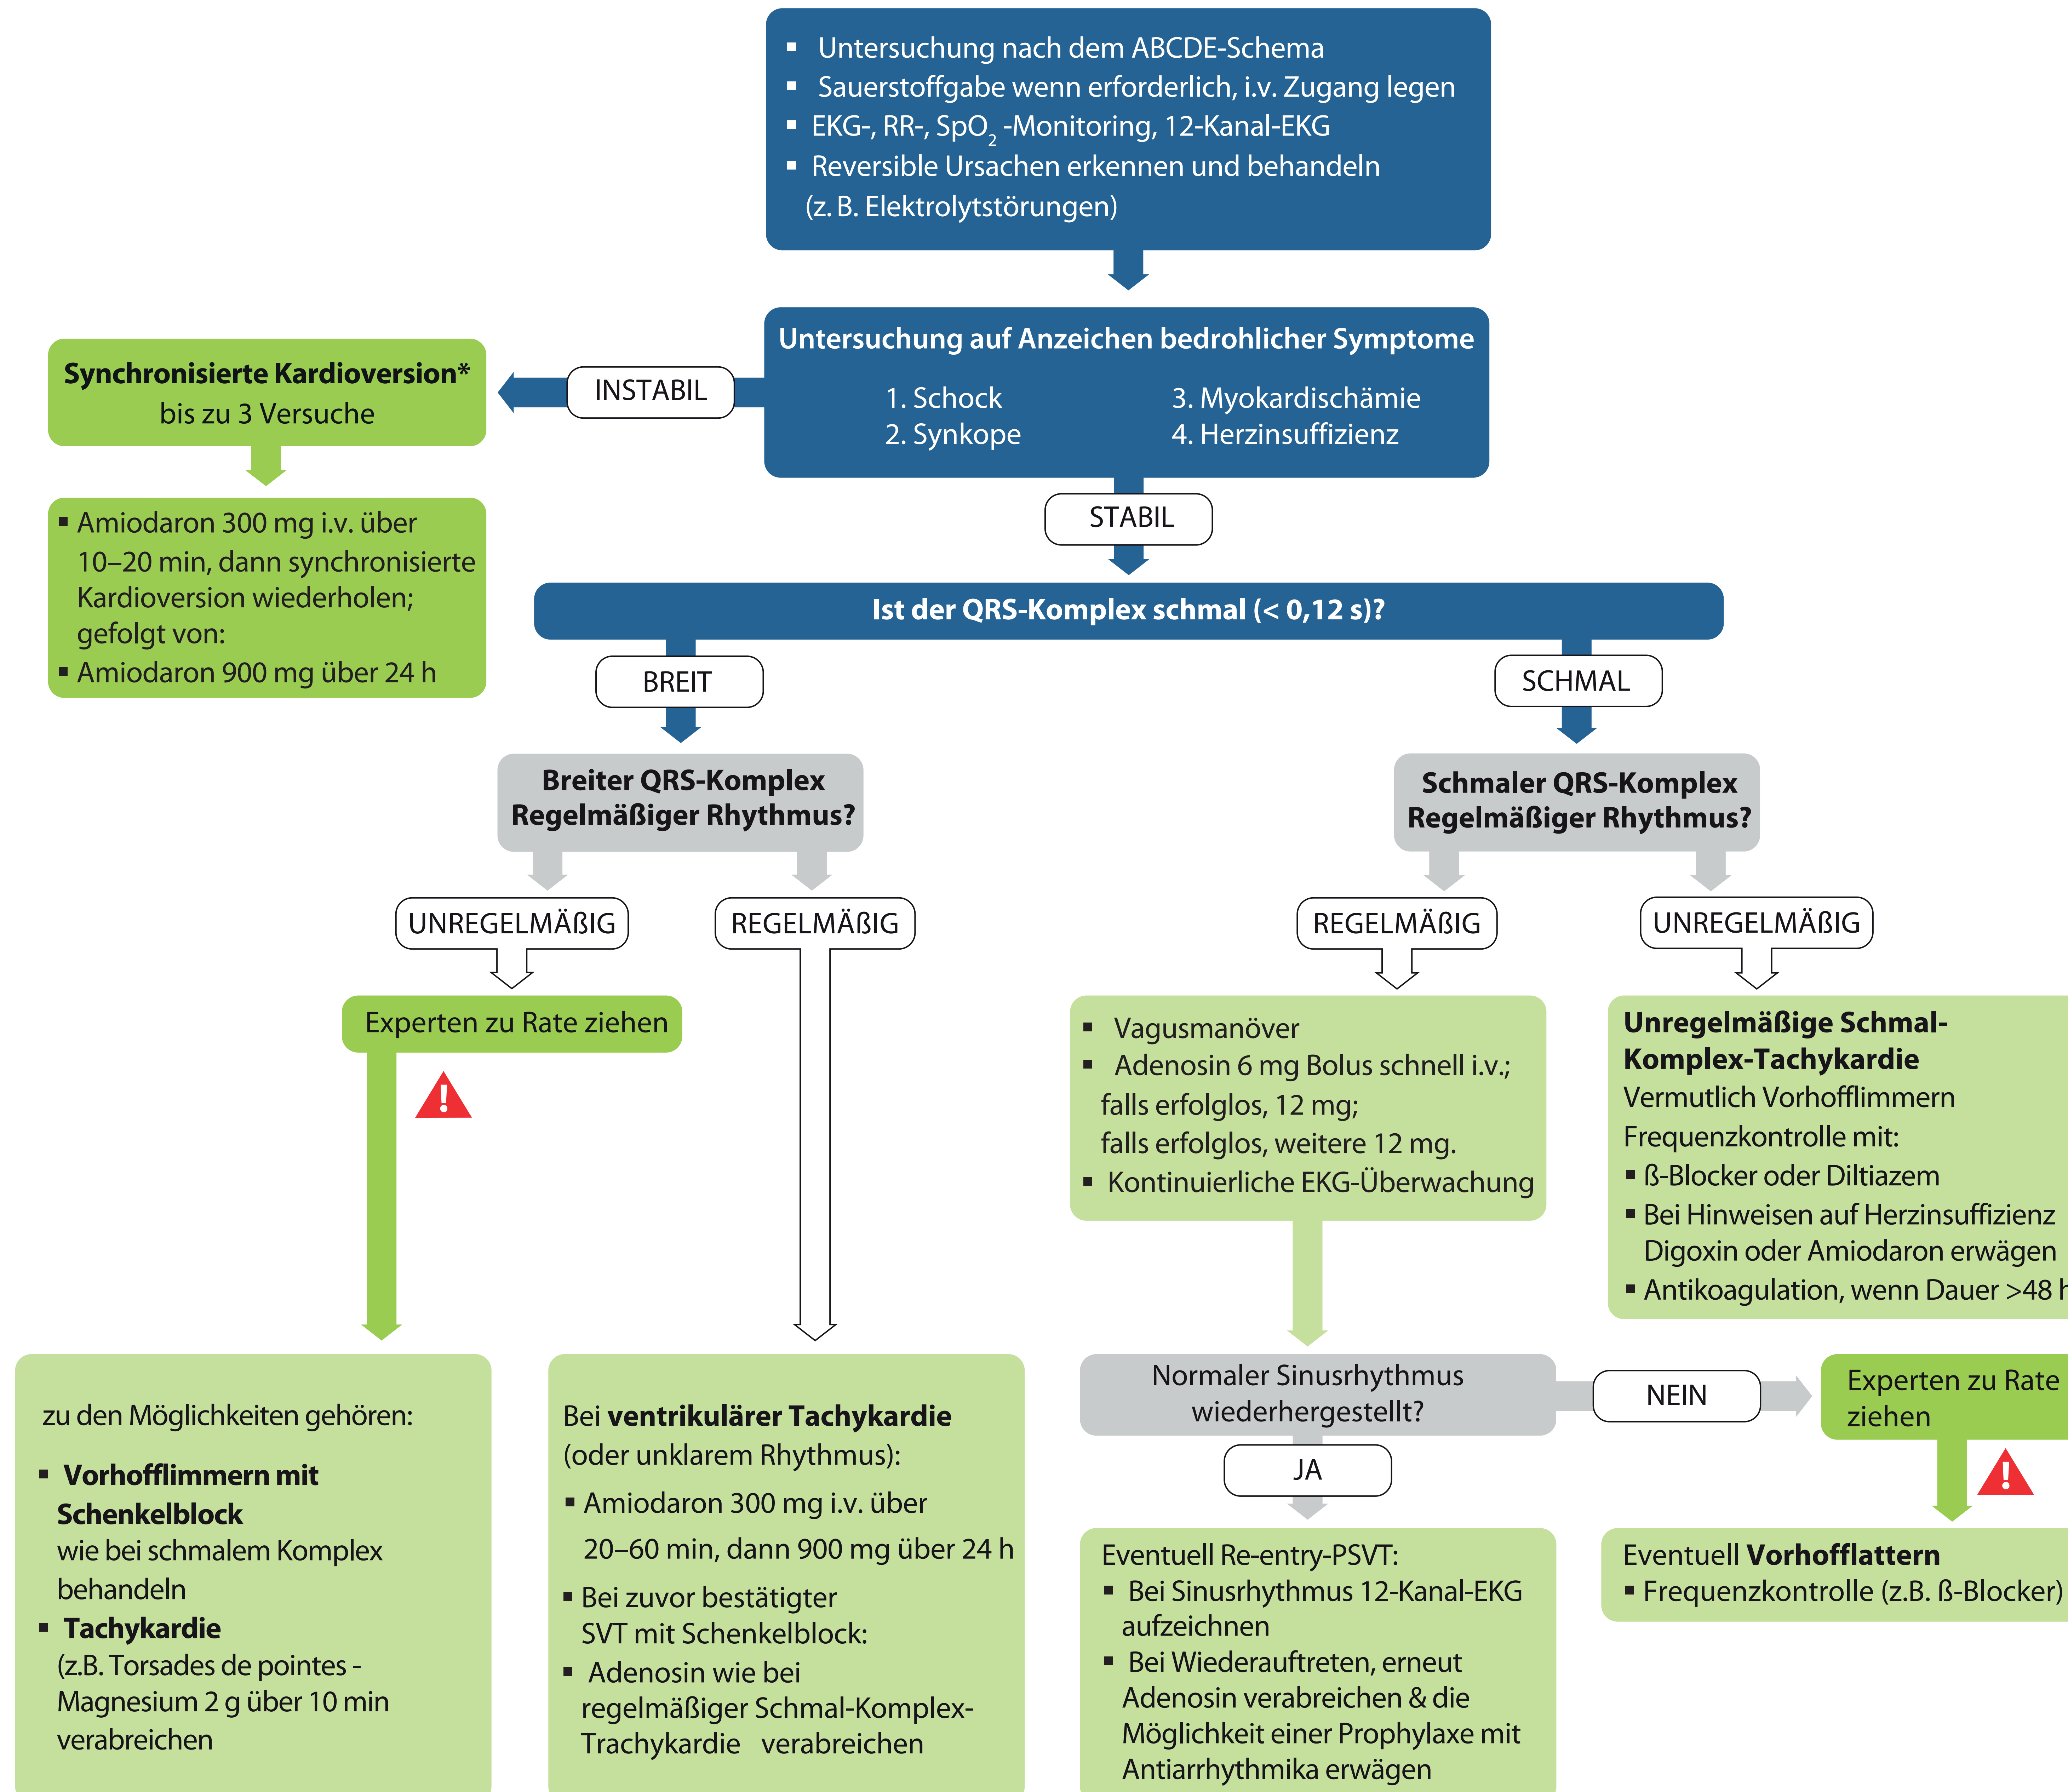 ▪ Untersuchung nach dem ABCDE-Schema
▪ Sauerstoffgabe wenn erforderlich, i.v. Zugang legen
▪ EKG-, RR-, SpO₂ -Monitoring, 12-Kanal-EKG
▪ Reversible Ursachen erkennen und behandeln
(z. B. Elektrolytstörungen)
Untersuchung auf Anzeichen bedrohlicher Symptome
1. Schock 3. Myokardischämie
2. Synkope 4. Herzinsuffizienz
INSTABIL
Synchronisierte Kardioversion*
bis zu 3 Versuche
▪ Amiodaron 300 mg i.v. über
10–20 min, dann synchronisierte
Kardioversion wiederholen;
gefolgt von:
▪ Amiodaron 900 mg über 24 h
STABIL
Ist der QRS-Komplex schmal (< 0,12 s)?
BREIT
SCHMAL
Breiter QRS-Komplex
Regelmäßiger Rhythmus?
Schmaler QRS-Komplex
Regelmäßiger Rhythmus?
UNREGELMÄßIG
REGELMÄßIG
REGELMÄßIG
UNREGELMÄßIG
Experten zu Rate ziehen
!
▪ Vagusmanöver
▪ Adenosin 6 mg Bolus schnell i.v.;
falls erfolglos, 12 mg;
falls erfolglos, weitere 12 mg.
▪ Kontinuierliche EKG-Überwachung
Unregelmäßige Schmal-
Komplex-Tachykardie
Vermutlich Vorhofflimmern
Frequenzkontrolle mit:
▪ ß-Blocker oder Diltiazem
▪ Bei Hinweisen auf Herzinsuffizienz
Digoxin oder Amiodaron erwägen
▪ Antikoagulation, wenn Dauer >48 h
zu den Möglichkeiten gehören:
▪ Vorhofflimmern mit
Schenkelblock
wie bei schmalem Komplex
behandeln
▪ Tachykardie
(z.B. Torsades de pointes -
Magnesium 2 g über 10 min
verabreichen
Bei ventrikulärer Tachykardie
(oder unklarem Rhythmus):
▪ Amiodaron 300 mg i.v. über
20–60 min, dann 900 mg über 24 h
▪ Bei zuvor bestätigter
SVT mit Schenkelblock:
▪ Adenosin wie bei
regelmäßiger Schmal-Komplex-
Trachykardie verabreichen
Normaler Sinusrhythmus
wiederhergestellt?
NEIN
Experten zu Rate
ziehen
!
JA
Eventuell Re-entry-PSVT:
▪ Bei Sinusrhythmus 12-Kanal-EKG
aufzeichnen
▪ Bei Wiederauftreten, erneut
Adenosin verabreichen & die
Möglichkeit einer Prophylaxe mit
Antiarrhythmika erwägen
Eventuell Vorhofflattern
▪ Frequenzkontrolle (z.B. ß-Blocker)